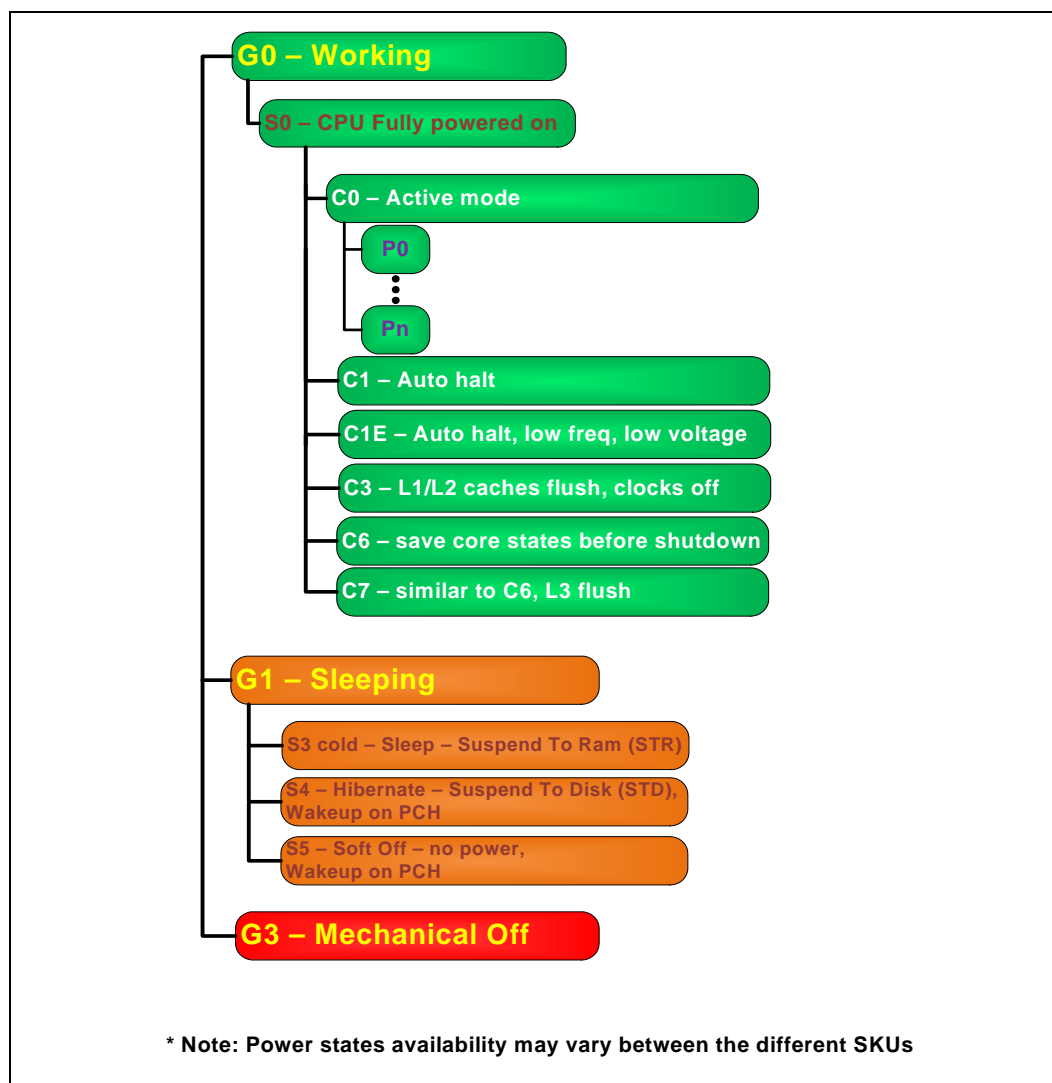 G0 – Working
S0 – CPU Fully powered on
C0 – Active mode
P0
Pn
C1 – Auto halt
C1E – Auto halt, low freq, low voltage
C3 – L1/L2 caches flush, clocks off
C6 – save core states before shutdown
C7 – similar to C6, L3 flush
G1 – Sleeping
S3 cold – Sleep – Suspend To Ram (STR)
S4 – Hibernate – Suspend To Disk (STD),
Wakeup on PCH
S5 – Soft Off – no power,
Wakeup on PCH
G3 – Mechanical Off
* Note: Power states availability may vary between the different SKUs